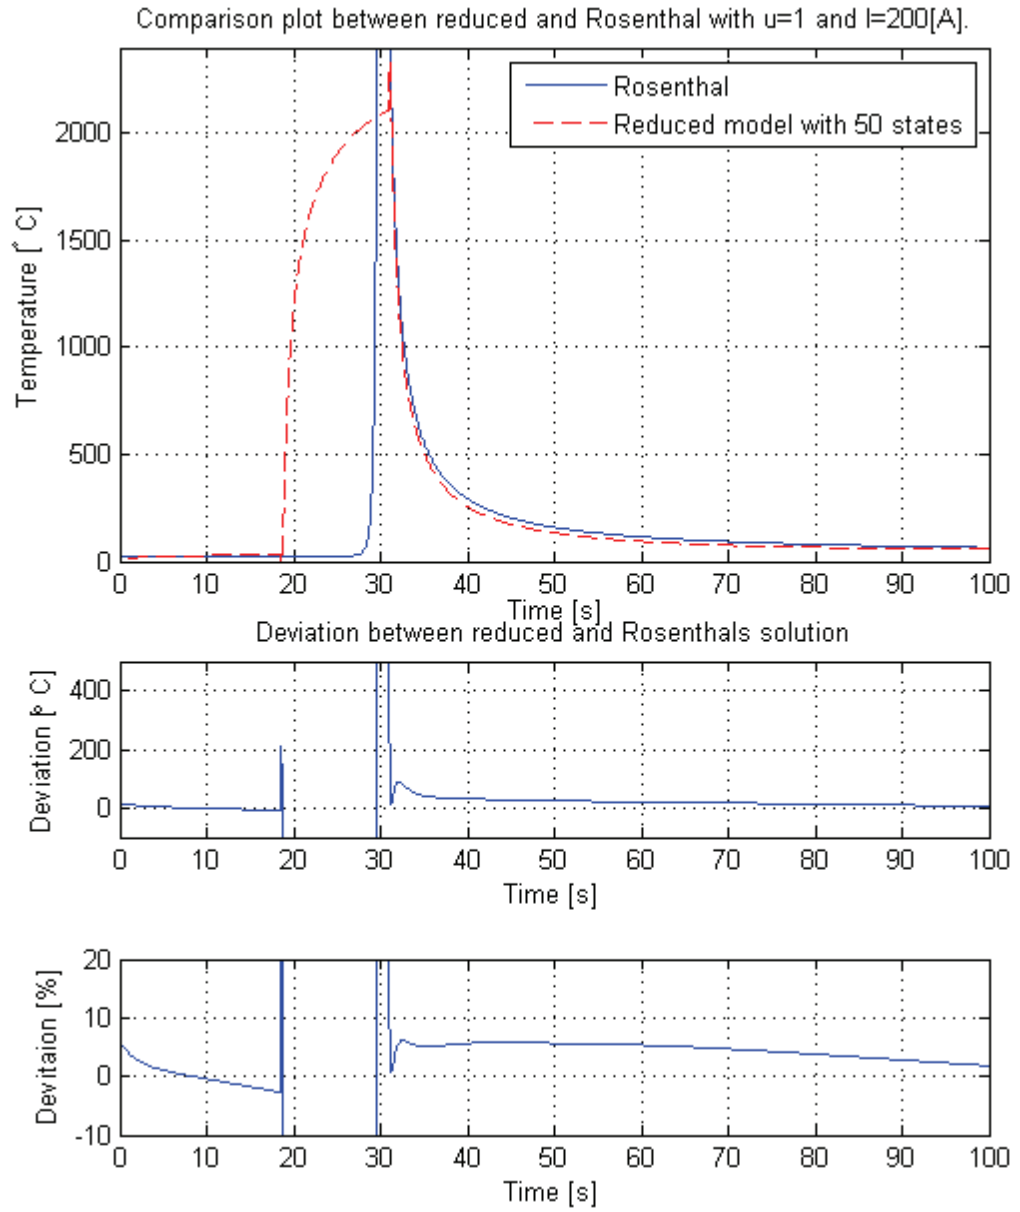 Comparison plot between reduced and Rosenthal with u=1 and I=200[A].
Rosenthal
Reduced model with 50 states
Temperature [° C]
2000
1500
1000
500
0
0 10 20 30 40 50 60 70 80 90 100
Time [s]
Deviation between reduced and Rosenthals solution
Deviation [° C]
400
200
0
0 10 20 30 40 50 60 70 80 90 100
Time [s]
Devitaion [%]
20
10
0
-10
0 10 20 30 40 50 60 70 80 90 100
Time [s]